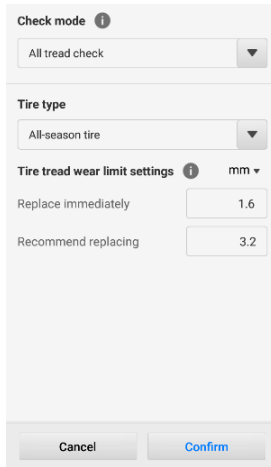 Check mode i
All tread check
Tire type
All-season tire
Tire tread wear limit settings i mm
Replace immediately 1.6
Recommend replacing 3.2
Cancel Confirm